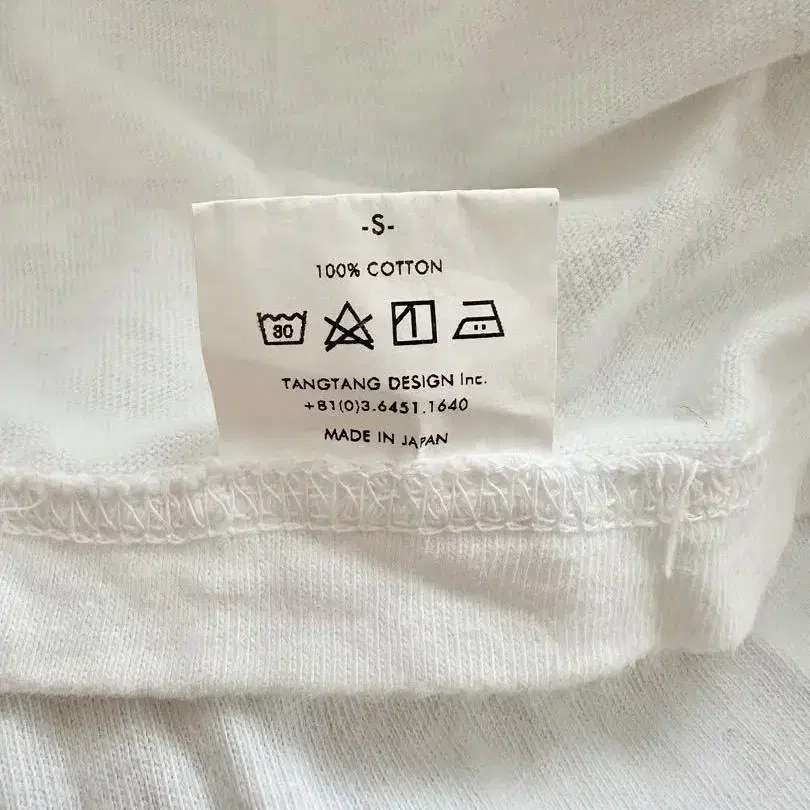 -S-
100% COTTON
30
TANGTANG DESIGN Inc.
+81(0)3.6451.1640
MADE IN JAPAN